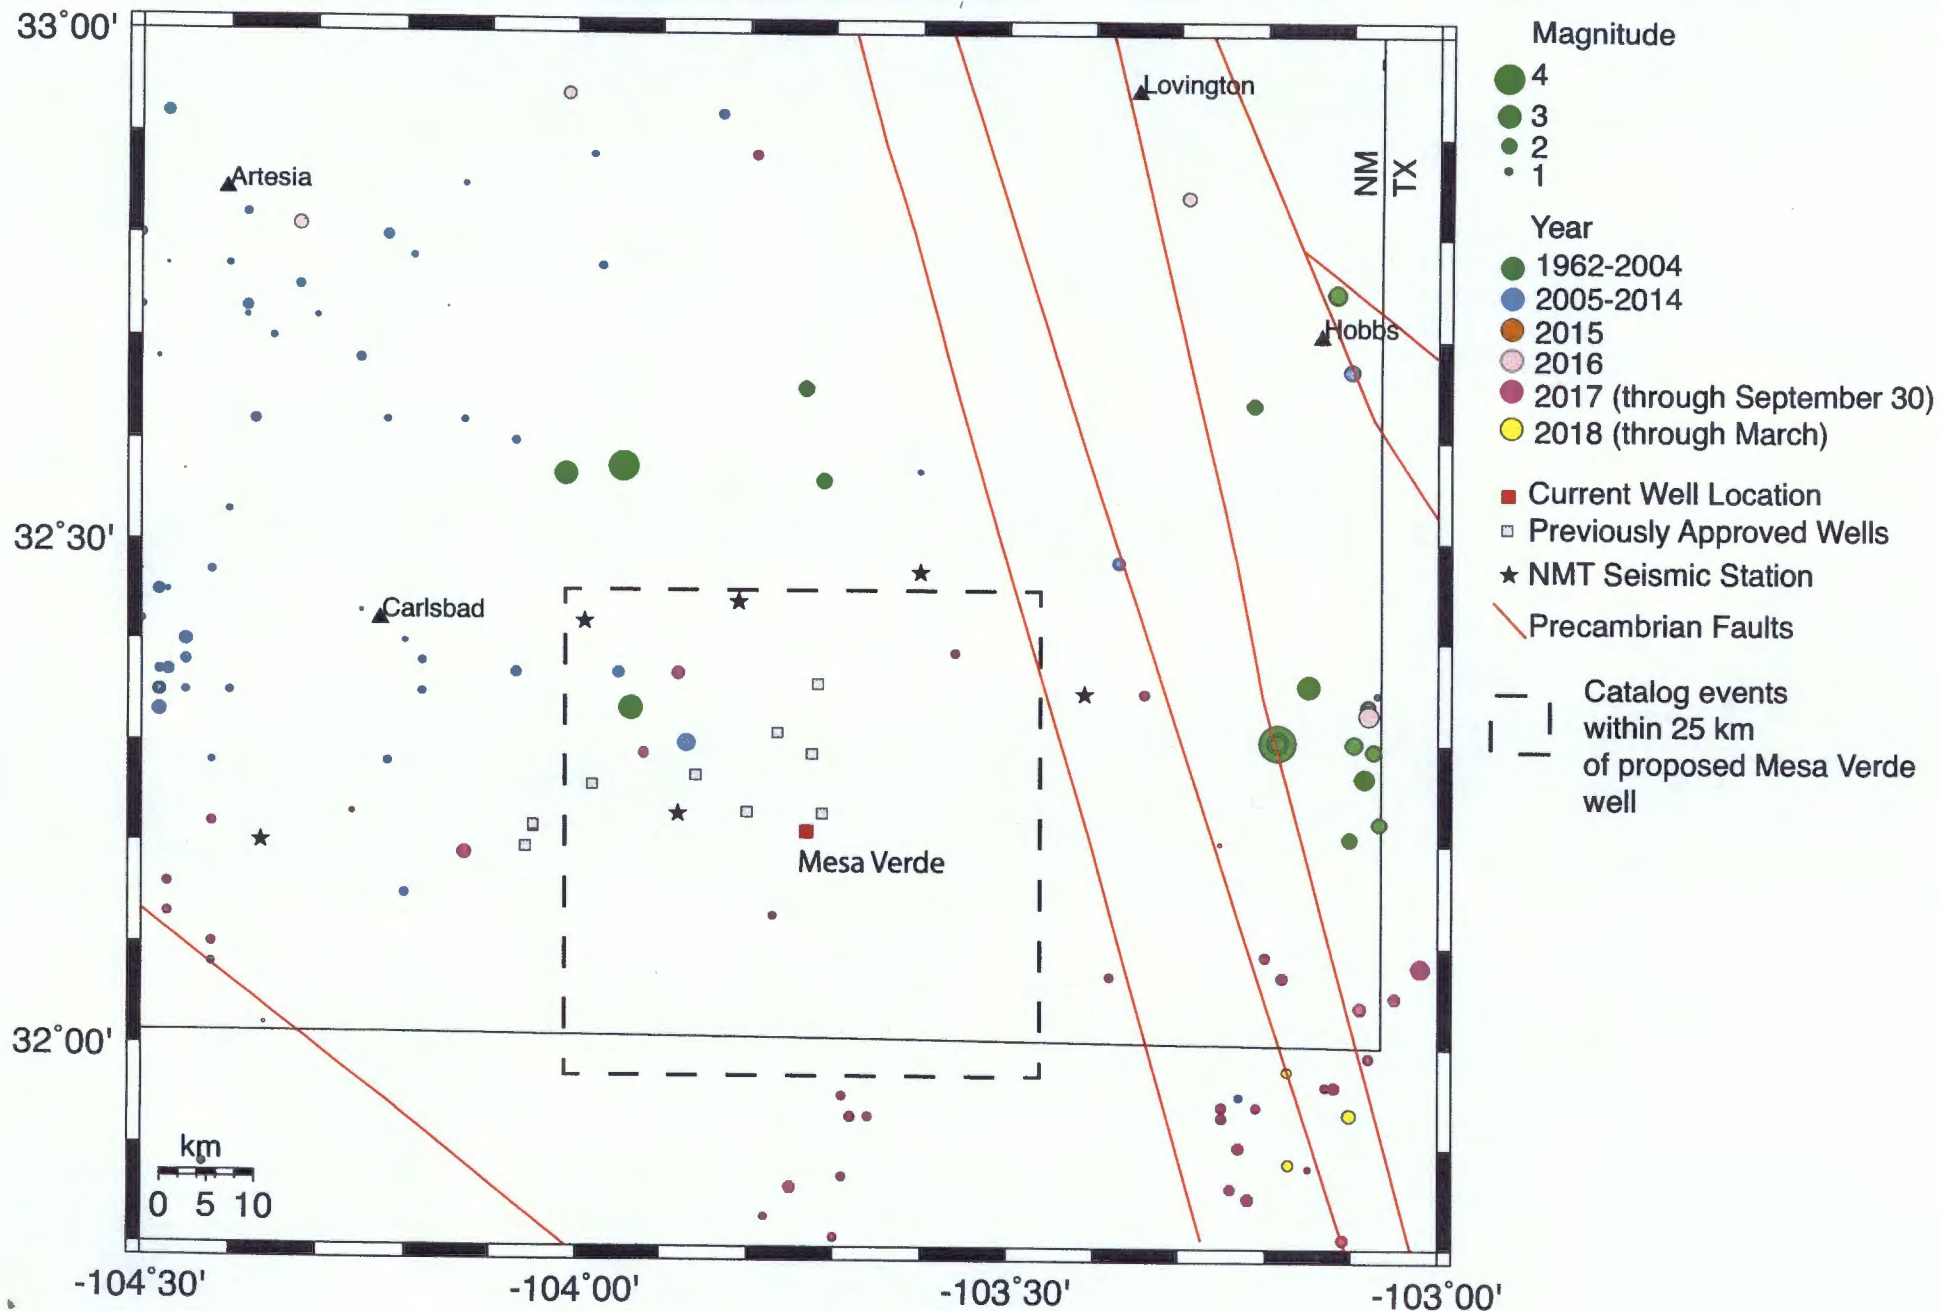 33°00'
32°30'
32°00'
-104°30'
-104°00'
-103°30'
-103°00'
Lovington
Artesia
NM
TX
Hobbs
Carlsbad
Mesa Verde
km
0 5 10
Magnitude
4
3
2
1
Year
1962-2004
2005-2014
2015
2016
2017 (through September 30)
2018 (through March)
Current Well Location
Previously Approved Wells
NMT Seismic Station
Precambrian Faults
Catalog events
within 25 km
of proposed Mesa Verde
well